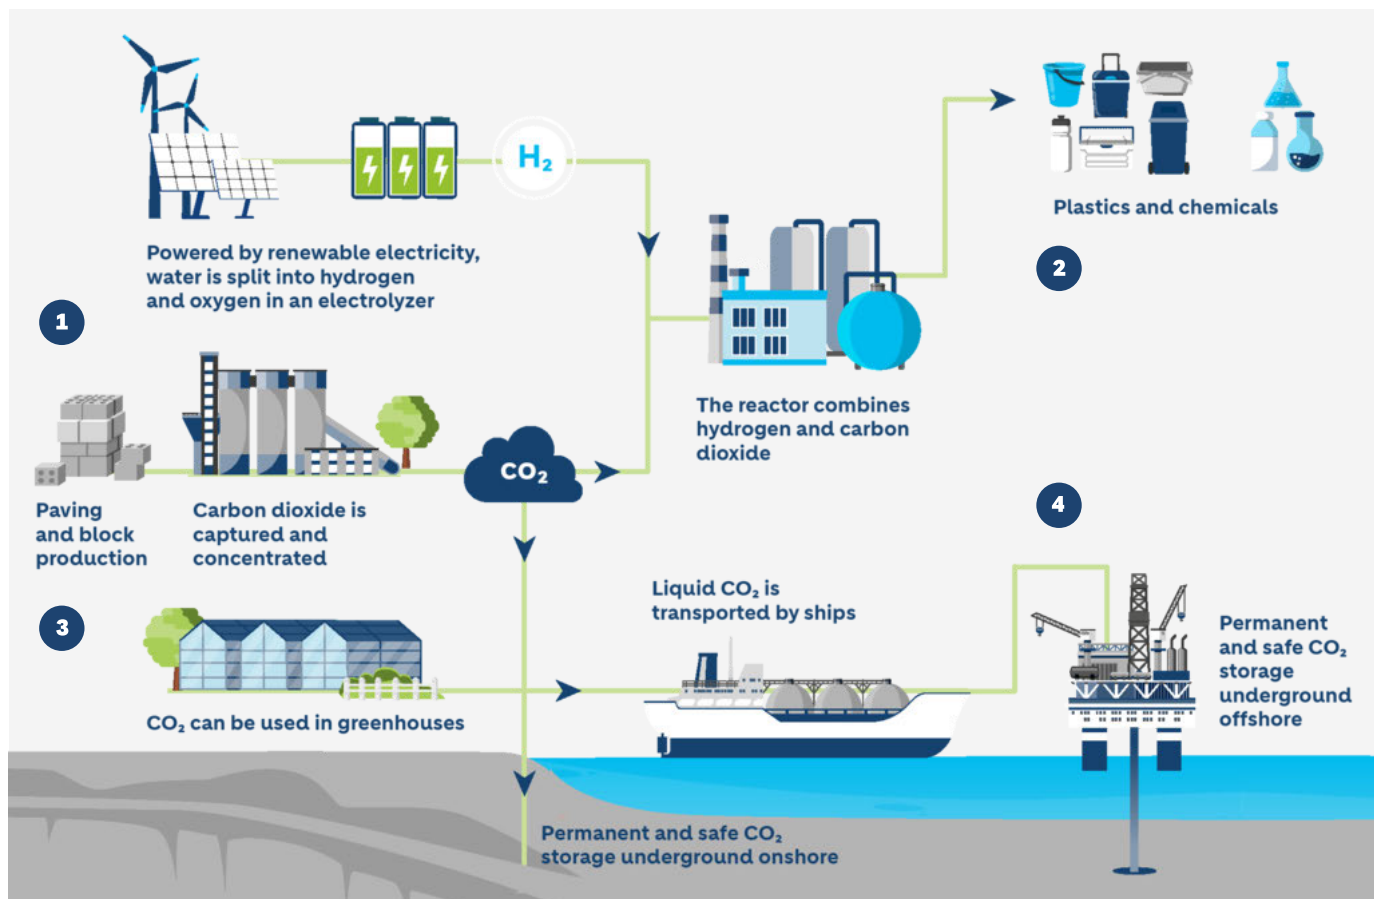 H₂
Powered by renewable electricity,
water is split into hydrogen
and oxygen in an electrolyzer
Plastics and chemicals
2
1
The reactor combines
hydrogen and carbon
dioxide
CO₂
Paving
and block
production
Carbon dioxide is
captured and
concentrated
4
3
Liquid CO₂ is
transported by ships
Permanent
and safe CO₂
storage
underground
offshore
CO₂ can be used in greenhouses
Permanent and safe CO₂
storage underground onshore